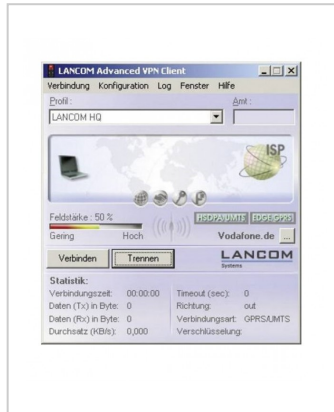 LANCOM Advanced VPN Client
Verbindung Konfiguration Log Fenster Hilfe
Profil: Amt:
LANCOM HQ
ISP
Feldstärke : 50 % HSDPA/UMTS EDGE/GPRS
Gering Hoch Vodafone.de ...
Verbinden Trennen LANCOM
Systems
Statistik:
Verbindungszeit: 00:00:00 Timeout (sec): 0
Daten (Tx) in Byte: 0 Richtung: out
Daten (Rx) in Byte: 0 Verbindungsart: GPRS/UMTS
Durchsatz (KB/s): 0,000 Verschlüsselung: